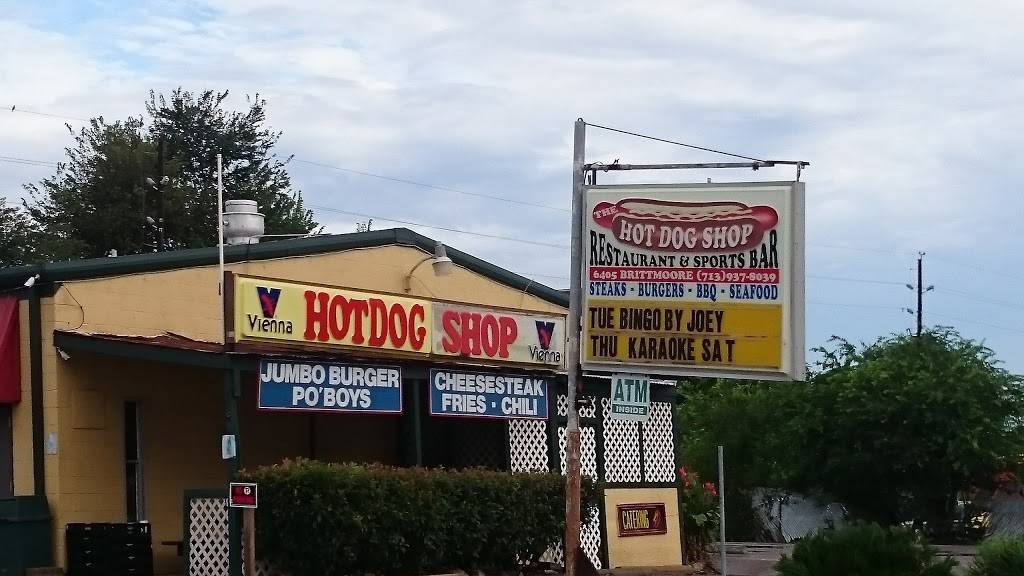 THE
HOT DOG SHOP
RESTAURANT & SPORTS BAR
6405 BRITTMOORE (713)937-8039
STEAKS - BURGERS - BBQ - SEAFOOD
TUE BINGO BY JOEY
THU KARAOKE SAT
Vienna HOTDOG SHOP Vienna
JUMBO BURGER
PO'BOYS
CHEESESTEAK
FRIES - CHILI
ATM
INSIDE
CATERING